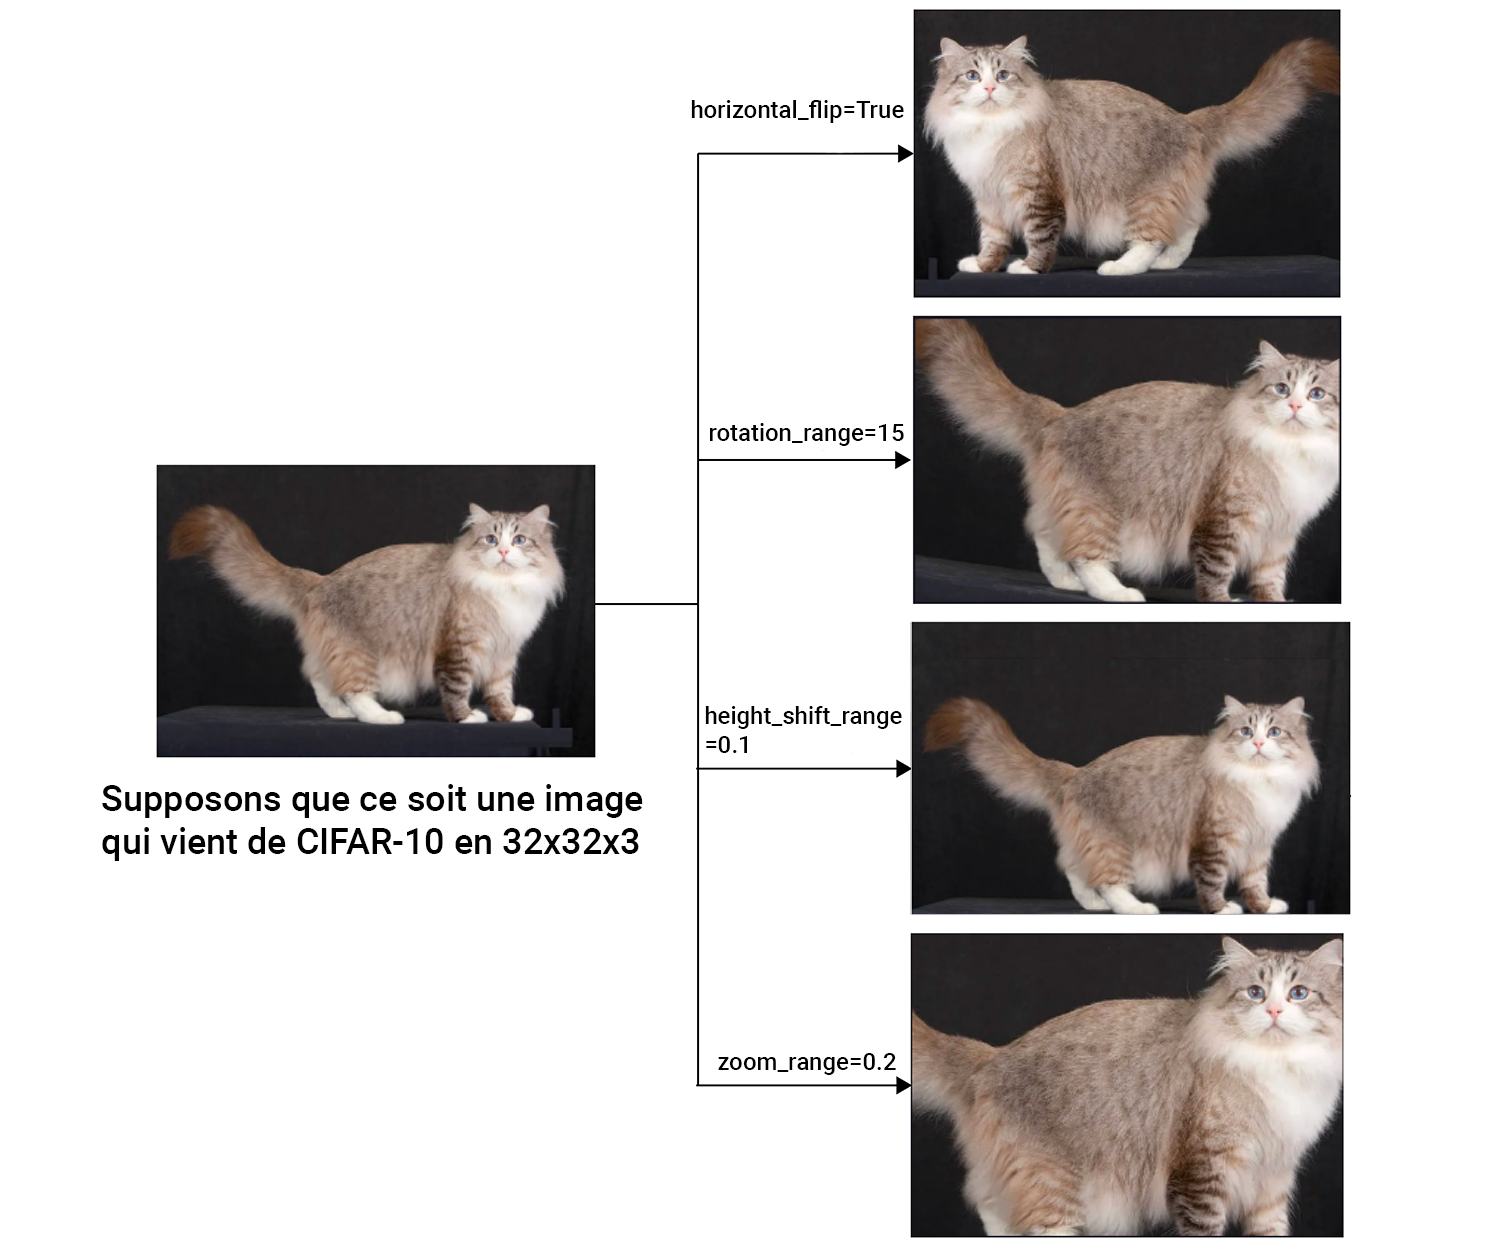 horizontal_flip=True
rotation_range=15
Supposons que ce soit une image
qui vient de CIFAR-10 en 32x32x3
height_shift_range
=0.1
zoom_range=0.2